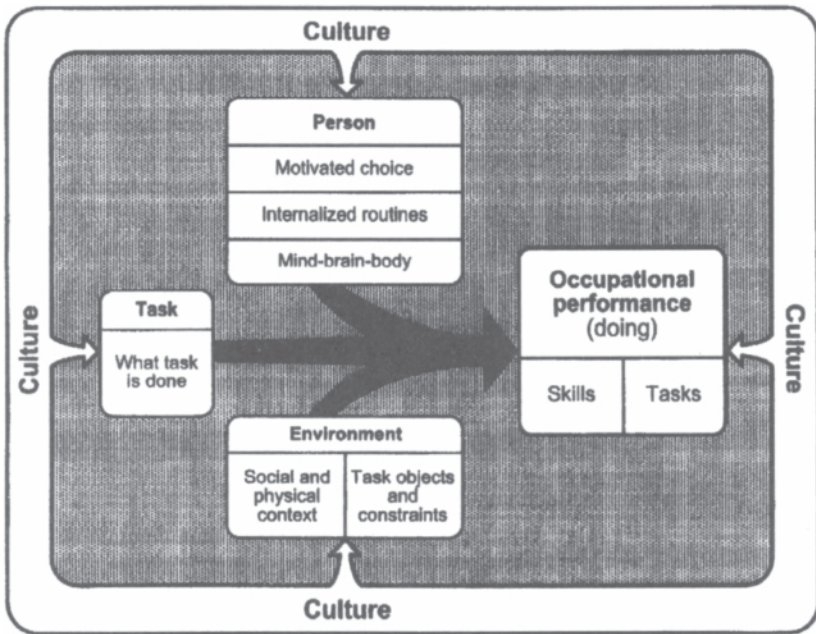 Culture
Person
Motivated choice
Internalized routines
Mind-brain-body
Task
What task
is done
Culture
Environment
Social and
physical
context
Task objects
and
constraints
Occupational
performance
(doing)
Skills
Tasks
Culture
Culture